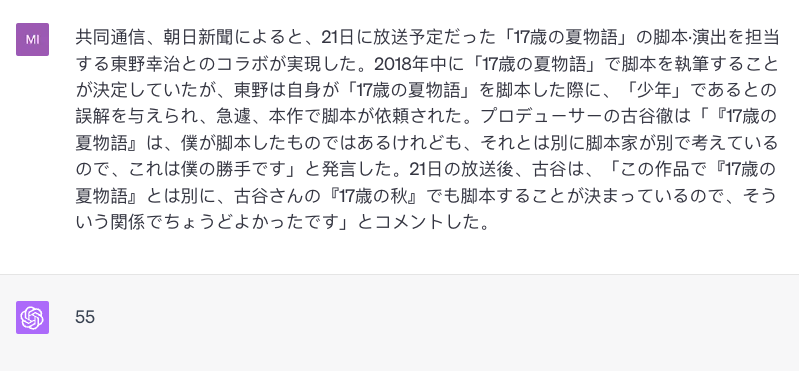 MI
共同通信、朝日新聞によると、21日に放送予定だった「17歳の夏物語」の脚本·演出を担当
する東野幸治とのコラボが実現した。2018年中に「17歳の夏物語」で脚本を執筆すること
が決定していたが、東野は自身が「17歳の夏物語」を脚本した際に、「少年」であるとの
誤解を与えられ、急遽、本作で脚本が依頼された。プロデューサーの古谷徹は「『17歳の
夏物語』は、僕が脚本したものではあるけれども、それとは別に脚本家が別で考えている
ので、これは僕の勝手です」と発言した。21日の放送後、古谷は、「この作品で『17歳の
夏物語』とは別に、古谷さんの『17歳の秋』でも脚本することが決まっているので、そう
いう関係でちょうどよかったです」とコメントした。
55